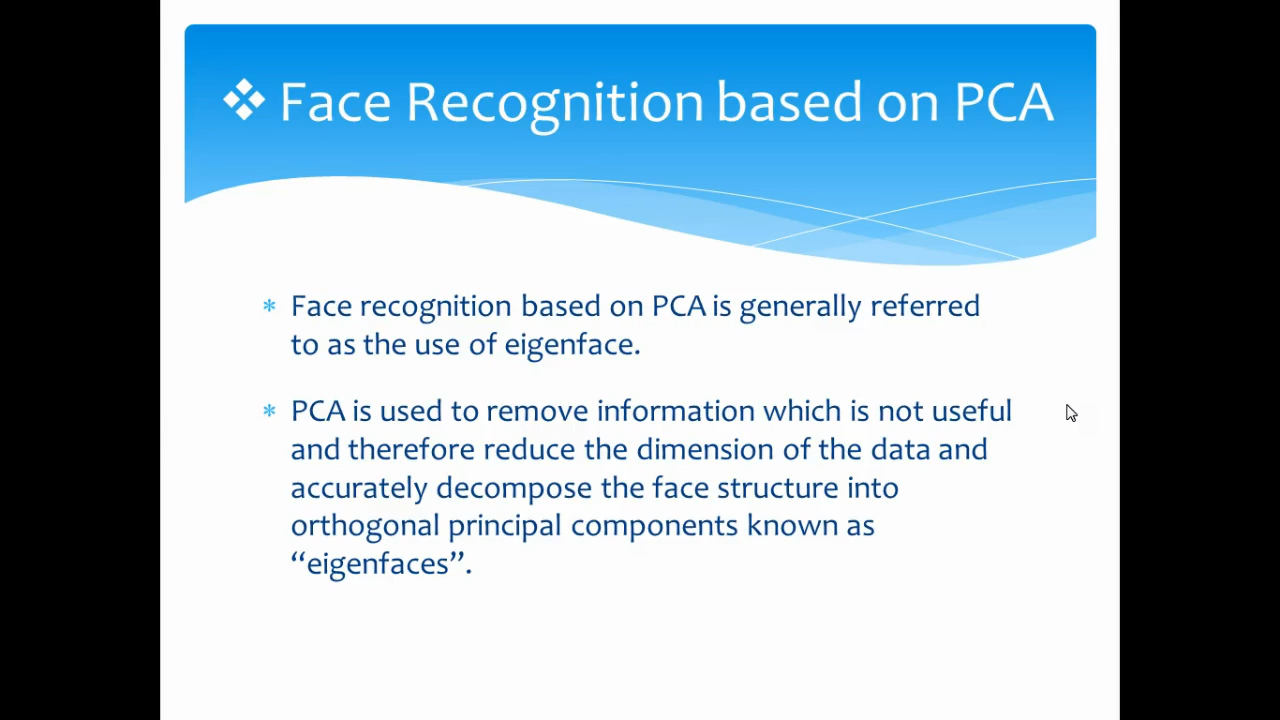 ❖ Face Recognition based on PCA
* Face recognition based on PCA is generally referred
to as the use of eigenface.
* PCA is used to remove information which is not useful
and therefore reduce the dimension of the data and
accurately decompose the face structure into
orthogonal principal components known as
“eigenfaces”.